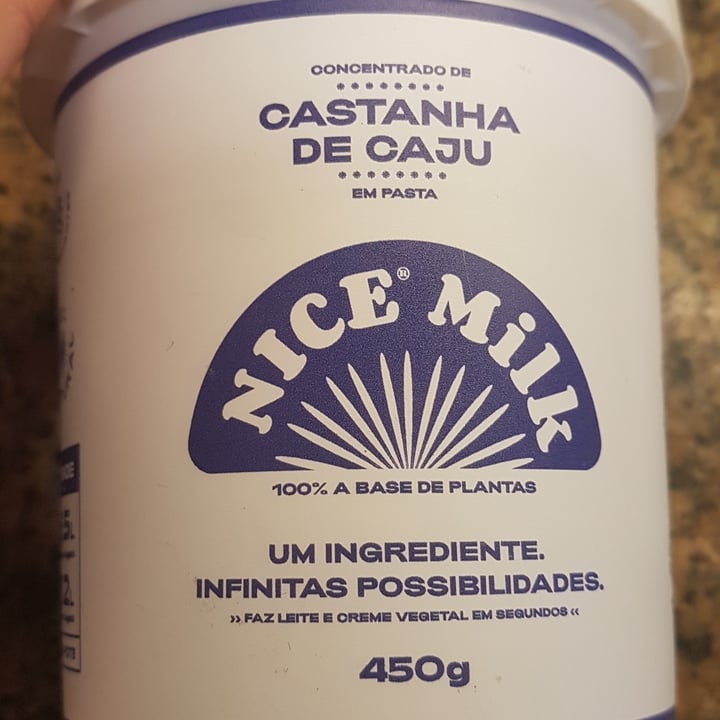 CONCENTRADO DE
CASTANHA
DE CAJU
EM PASTA
NICE® Milk
100% A BASE DE PLANTAS
UM INGREDIENTE.
INFINITAS POSSIBILIDADES.
›› FAZ LEITE E CREME VEGETAL EM SEGUNDOS ‹‹
450g